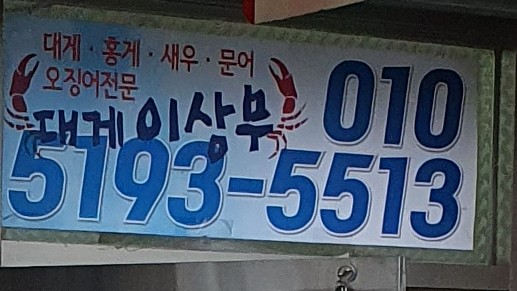 대게 · 홍게 · 새우 · 문어
오징어전문
대게 이상무
010
5193-5513